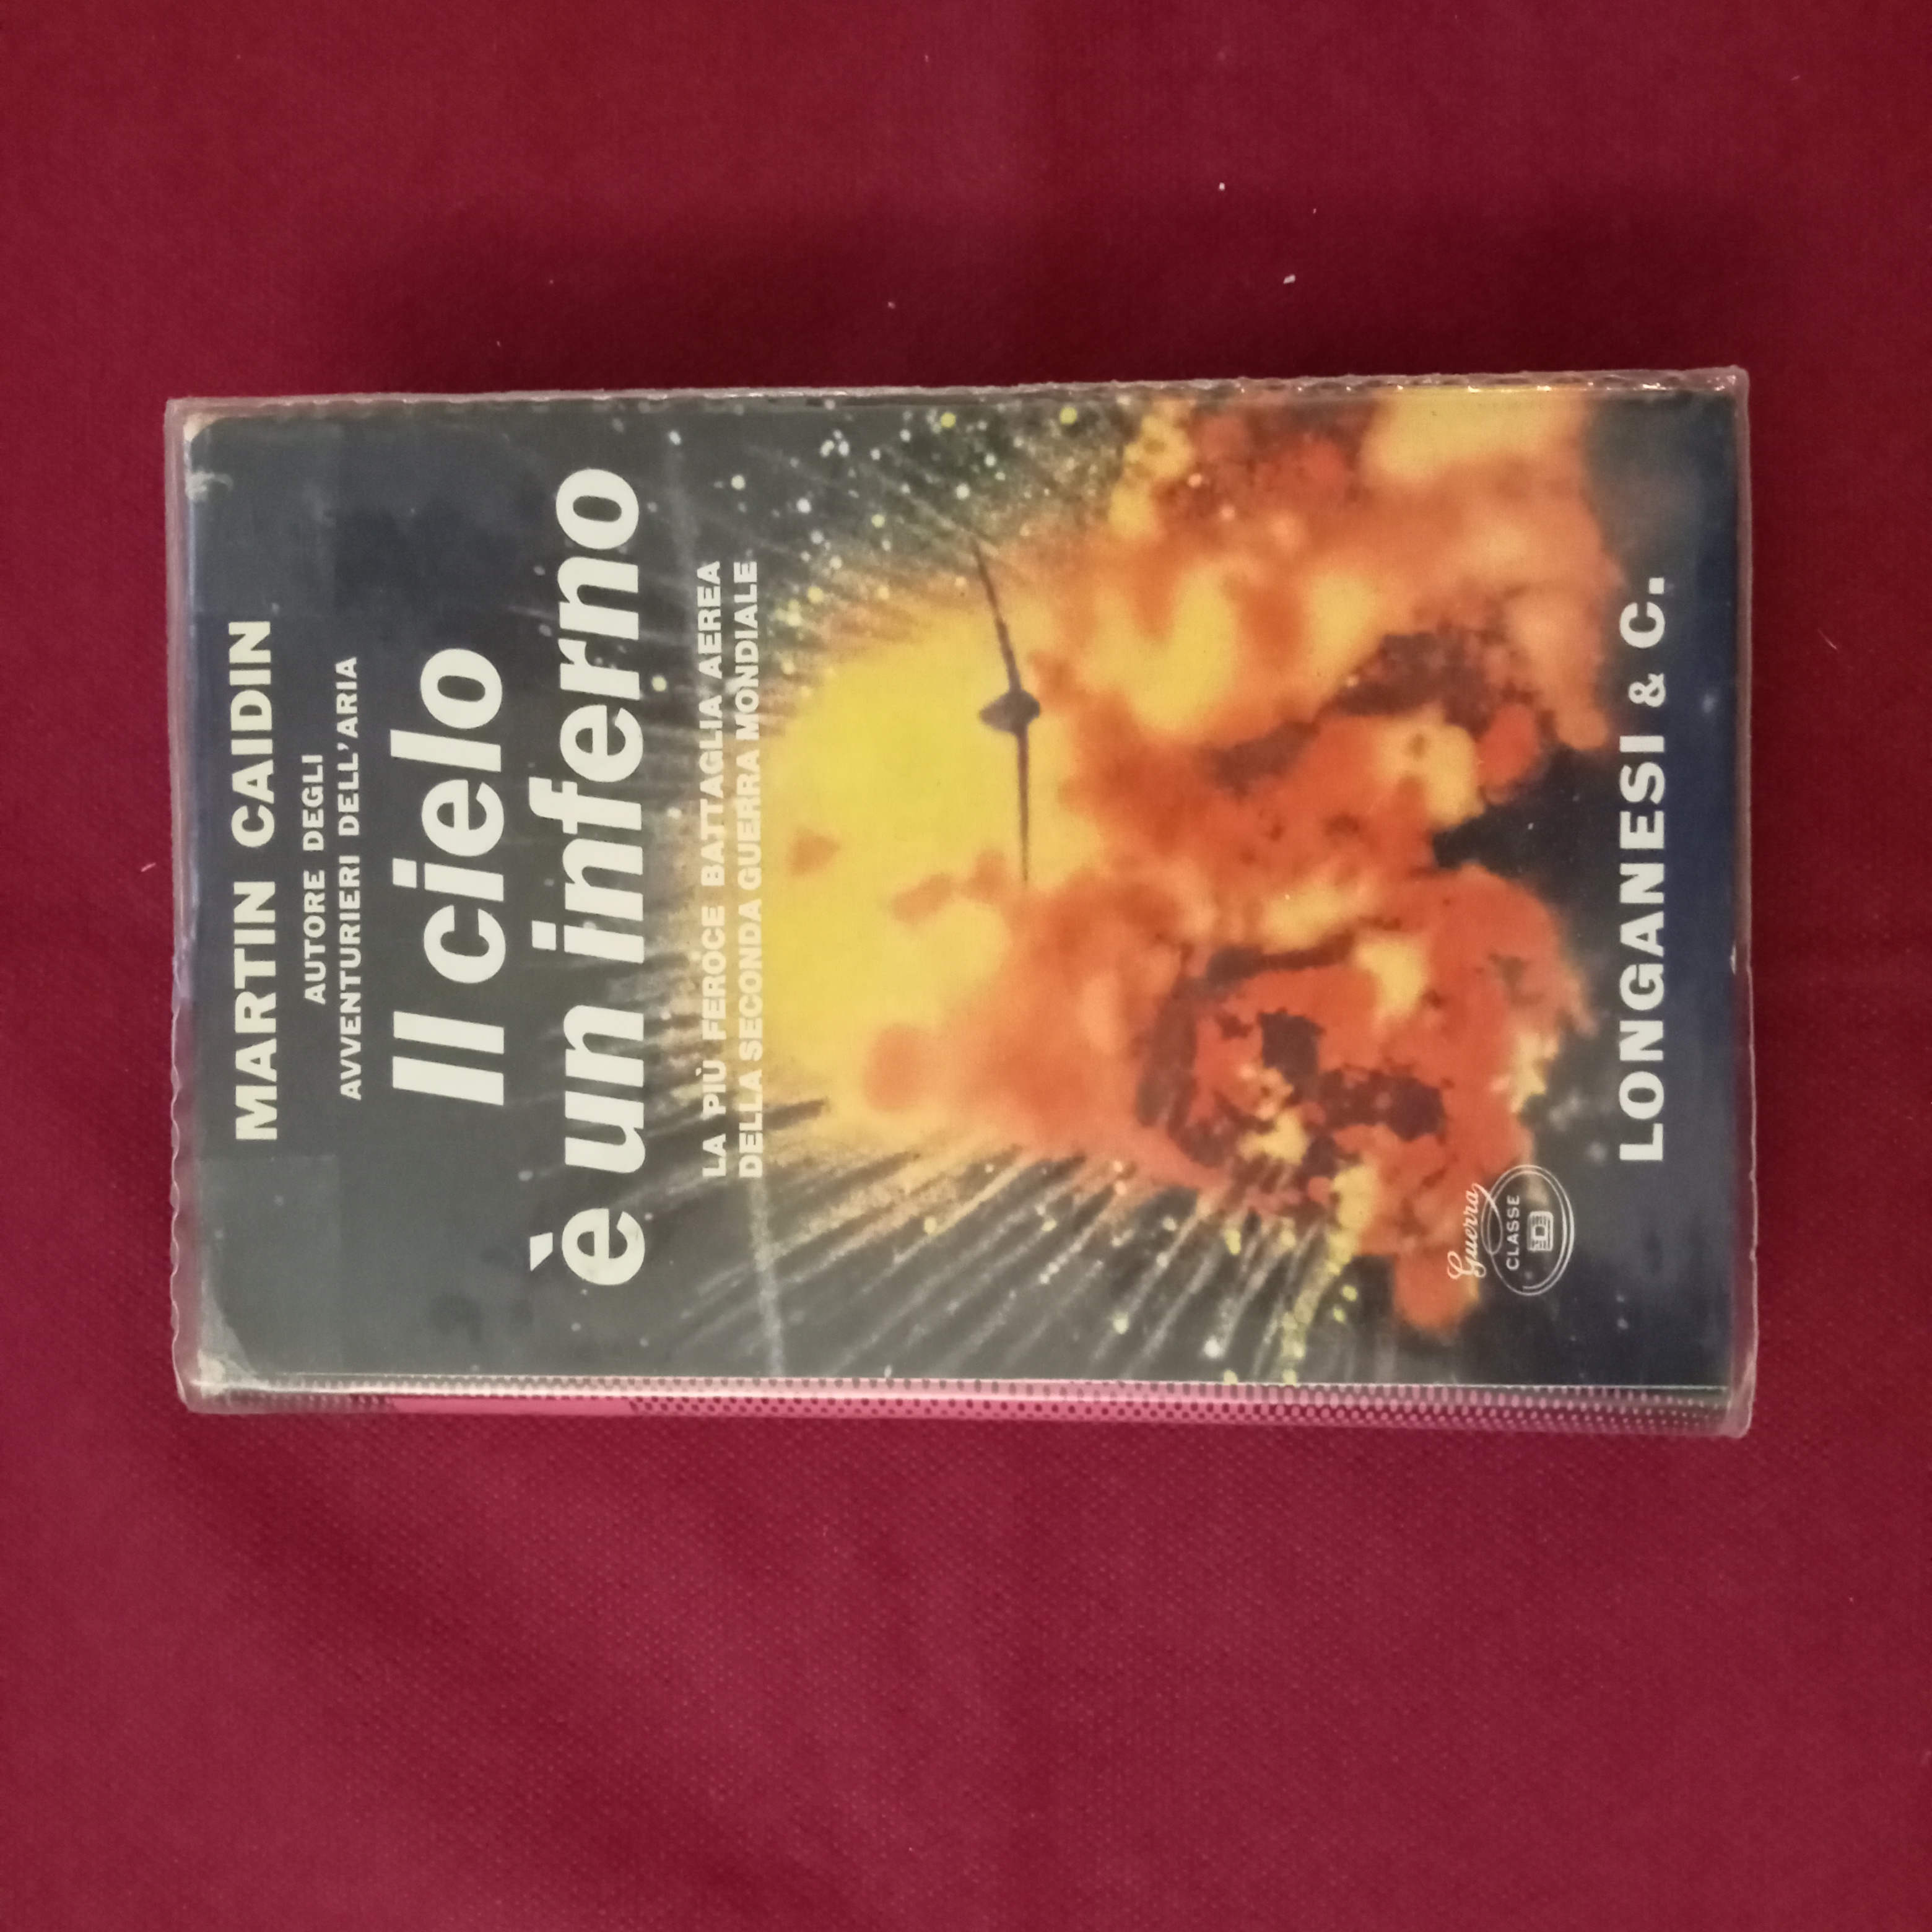 MARTIN CAIDIN
AUTORE DEGLI
AVVENTURIERI DELL'ARIA
Il cielo
è un inferno
LA PIÙ FEROCE BATTAGLIA AEREA
DELLA SECONDA GUERRA MONDIALE
Guerra
CLASSE
LONGANESI & C.